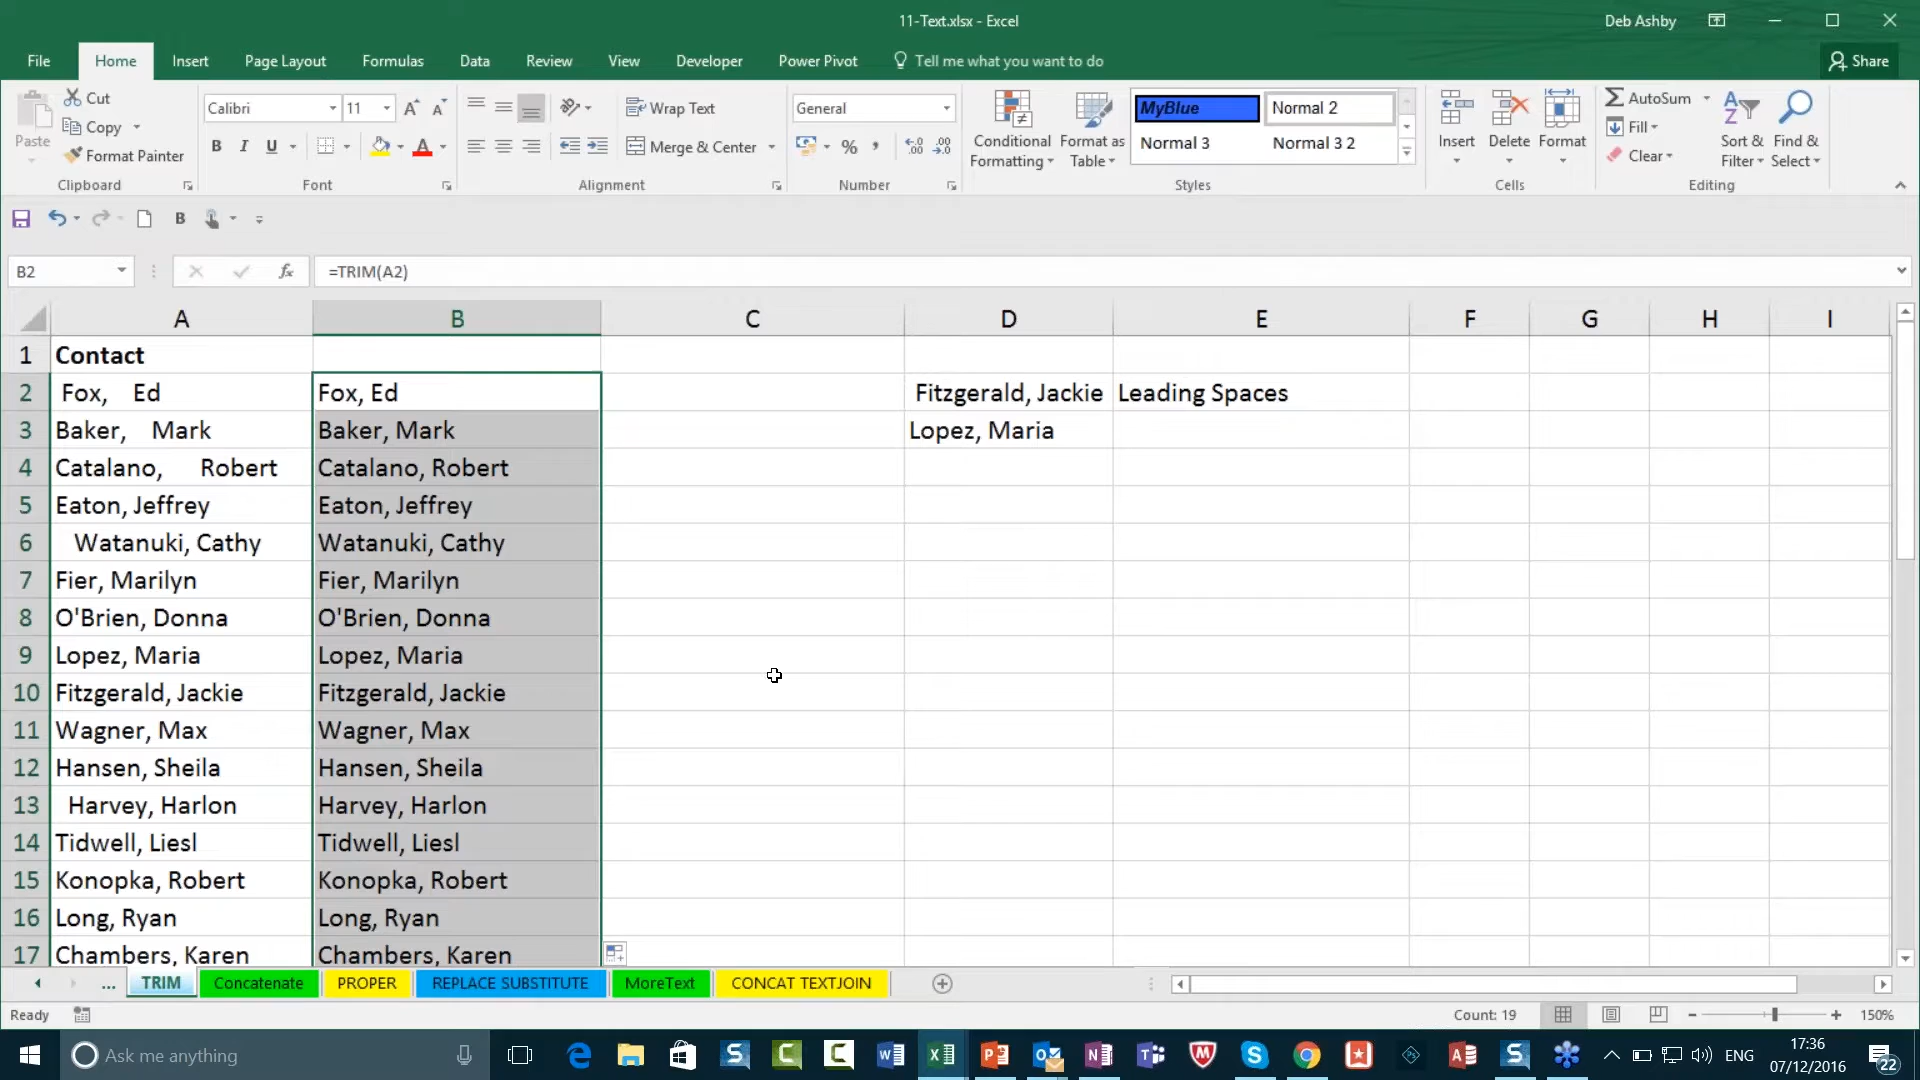 11-Text.xlsx - Excel
Deb Ashby
File Home Insert Page Layout Formulas Data Review View Developer Power Pivot Tell me what you want to do Share
Cut
Copy
Format Painter
Paste
Clipboard
Calibri 11
B I U
Font
Wrap Text
Merge & Center
Alignment
General
%
Number
Conditional Formatting
Format as Table
MyBlue Normal 2
Normal 3 Normal 3 2
Styles
Insert Delete Format
Cells
AutoSum
Fill
Clear
Sort & Filter
Find & Select
Editing
B
B2 fx =TRIM(A2)
A B C D E F G H I
1 Contact
2 Fox, Ed Fox, Ed Fitzgerald, Jackie Leading Spaces
3 Baker, Mark Baker, Mark Lopez, Maria
4 Catalano, Robert Catalano, Robert
5 Eaton, Jeffrey Eaton, Jeffrey
6 Watanuki, Cathy Watanuki, Cathy
7 Fier, Marilyn Fier, Marilyn
8 O'Brien, Donna O'Brien, Donna
9 Lopez, Maria Lopez, Maria
10 Fitzgerald, Jackie Fitzgerald, Jackie
11 Wagner, Max Wagner, Max
12 Hansen, Sheila Hansen, Sheila
13 Harvey, Harlon Harvey, Harlon
14 Tidwell, Liesl Tidwell, Liesl
15 Konopka, Robert Konopka, Robert
16 Long, Ryan Long, Ryan
17 Chambers, Karen Chambers, Karen
... TRIM Concatenate PROPER REPLACE SUBSTITUTE MoreText CONCAT TEXTJOIN
Ready Count: 19 150%
Ask me anything
ENG
17:36
07/12/2016
22